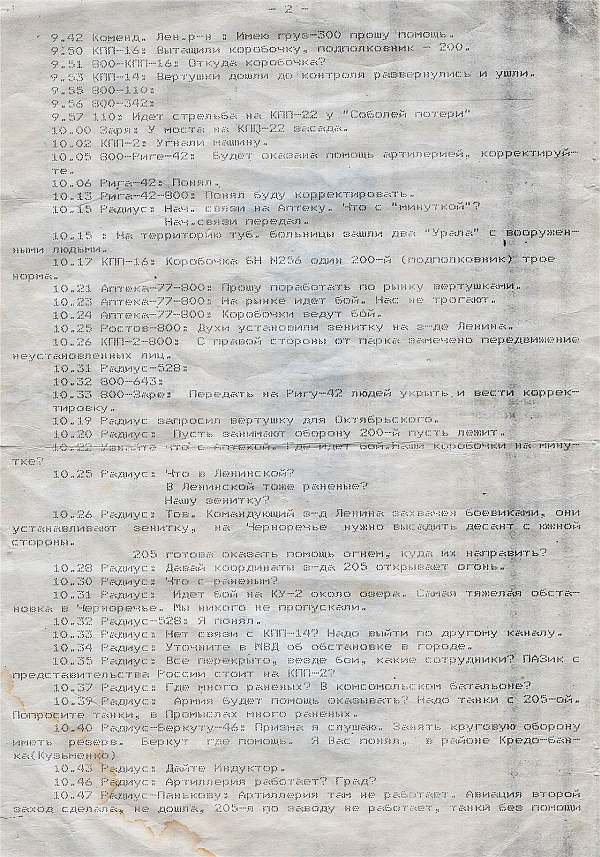 - 2 -
9.42 Коменд. Лен.р-н : Имею груз-300 прошу помощь.
9.50 КПП-16: Вытащили коробочку, подполковник - 200.
9.51 800-КПП-16: Откуда коробочка?
9.53 КПП-14: Вертушки дошли до контроля развернулись и ушли.
9.55 800-110:
9.56 800-342:
9.57 110: Идет стрельба на КПП-22 у "Соболей потери"
10.00 Заря: У моста на КПП-22 засада.
10.02 КПП-2: Угнали машину.
10.05 800-Риге-42: Будет оказана помощь артилерией, корректируй-
те.
10.06 Рига-42: Понял.
10.13 Рига-42-800: Понял буду корректировать.
10.15 Радиус: Нач. связи на Аптеку. Что с "минуткой"?
Нач.связи передал.
10.15 : На территорию туб. больницы зашли два "Урала" с вооружен-
ными людьми.
10.17 КПП-16: Коробочка БН N256 один 200-й (подполковник) трое
норма.
10.21 Аптека-77-800: Прошу поработать по рынку вертушками.
10.23 Аптека-77-800: На рынке идет бой. Нас не трогают.
10.24 Аптека-77-800: Коробочки ведут бой.
10.25 Ростов-800: Духи установили зенитку на з-де Ленина.
10.26 КПП-2-800: С правой стороны от парка замечено передвижение
неустановленных лиц.
10.31 Радиус-528:
10.32 800-643:
10.33 800-Заре: Передать на Ригу-42 людей укрыть и вести коррек-
тировку.
10.19 Радиус запросил вертушку для Октябрьского.
10.20 Радиус: Пусть занимают оборону 200-й пусть лежит.
10.22 Узнайте что с Аптекой. Где идет бой.Наши коробочки на мину-
тке?
10.25 Радиус: Что в Ленинской?
В Ленинской тоже раненые?
Нашу зенитку?
10.26 Радиус: Тов. Командующий з-д Ленина захвачен боевиками, они
устанавливают зенитку, на Черноречье нужно высадить десант с южной
стороны.
205 готова оказать помощь огнем, куда их направить?
10.28 Радиус: Давай координаты з-да 205 открывает огонь.
10.30 Радиус: Что с раненым?
10.31 Радиус: Идет бой на КУ-2 около озера. Самая тяжелая обста-
новка в Черноречье. Мы никого не пропускали.
10.32 Радиус-528: Я понял.
10.33 Радиус: Нет связи с КПП-14? Надо выйти по другому каналу.
10.34 Радиус: Уточните в МВД об обстановке в городе.
10.35 Радиус: Все перекрыто, везде бои, какие сотрудники? ПАЗик с
представительства России стоит на КПП-2?
10.37 Радиус: Где много раненых? В комсомольском батальоне?
10.39 Радиус: Армия будет помощь оказывать? Надо танки с 205-ой.
Попросите танки, в Промыслах много раненых.
10.40 Радиус-Беркуту-46: Призма я слушаю. Занять круговую оборону
иметь резерв. Беркут где помощь. Я Вас понял, в районе Кредо-Бан-
ка(Кузьменко)
10.43 Радиус: Дайте Индуктор.
10.46 Радиус: Артиллерия работает? Град?
10.47 Радиус-Панькову: Артиллерия там не работает. Авиация второй
заход сделала, не дошла, 205-я по заводу не работает, танки без помощи